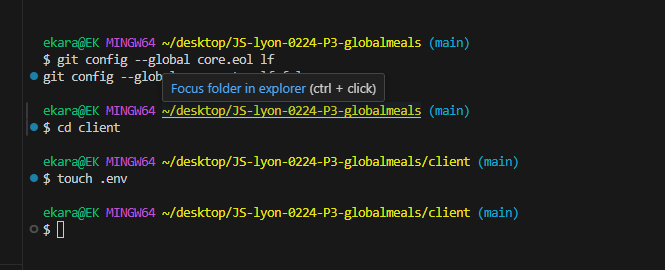 ekara@EK MINGW64 ~/desktop/JS-lyon-0224-P3-globalmeals (main)
$ git config --global core.eol lf
git config --glob
Focus folder in explorer (ctrl + click)
ekara@EK MINGW64 ~/desktop/JS-lyon-0224-P3-globalmeals (main)
$ cd client
ekara@EK MINGW64 ~/desktop/JS-lyon-0224-P3-globalmeals/client (main)
$ touch .env
ekara@EK MINGW64 ~/desktop/JS-lyon-0224-P3-globalmeals/client (main)
$